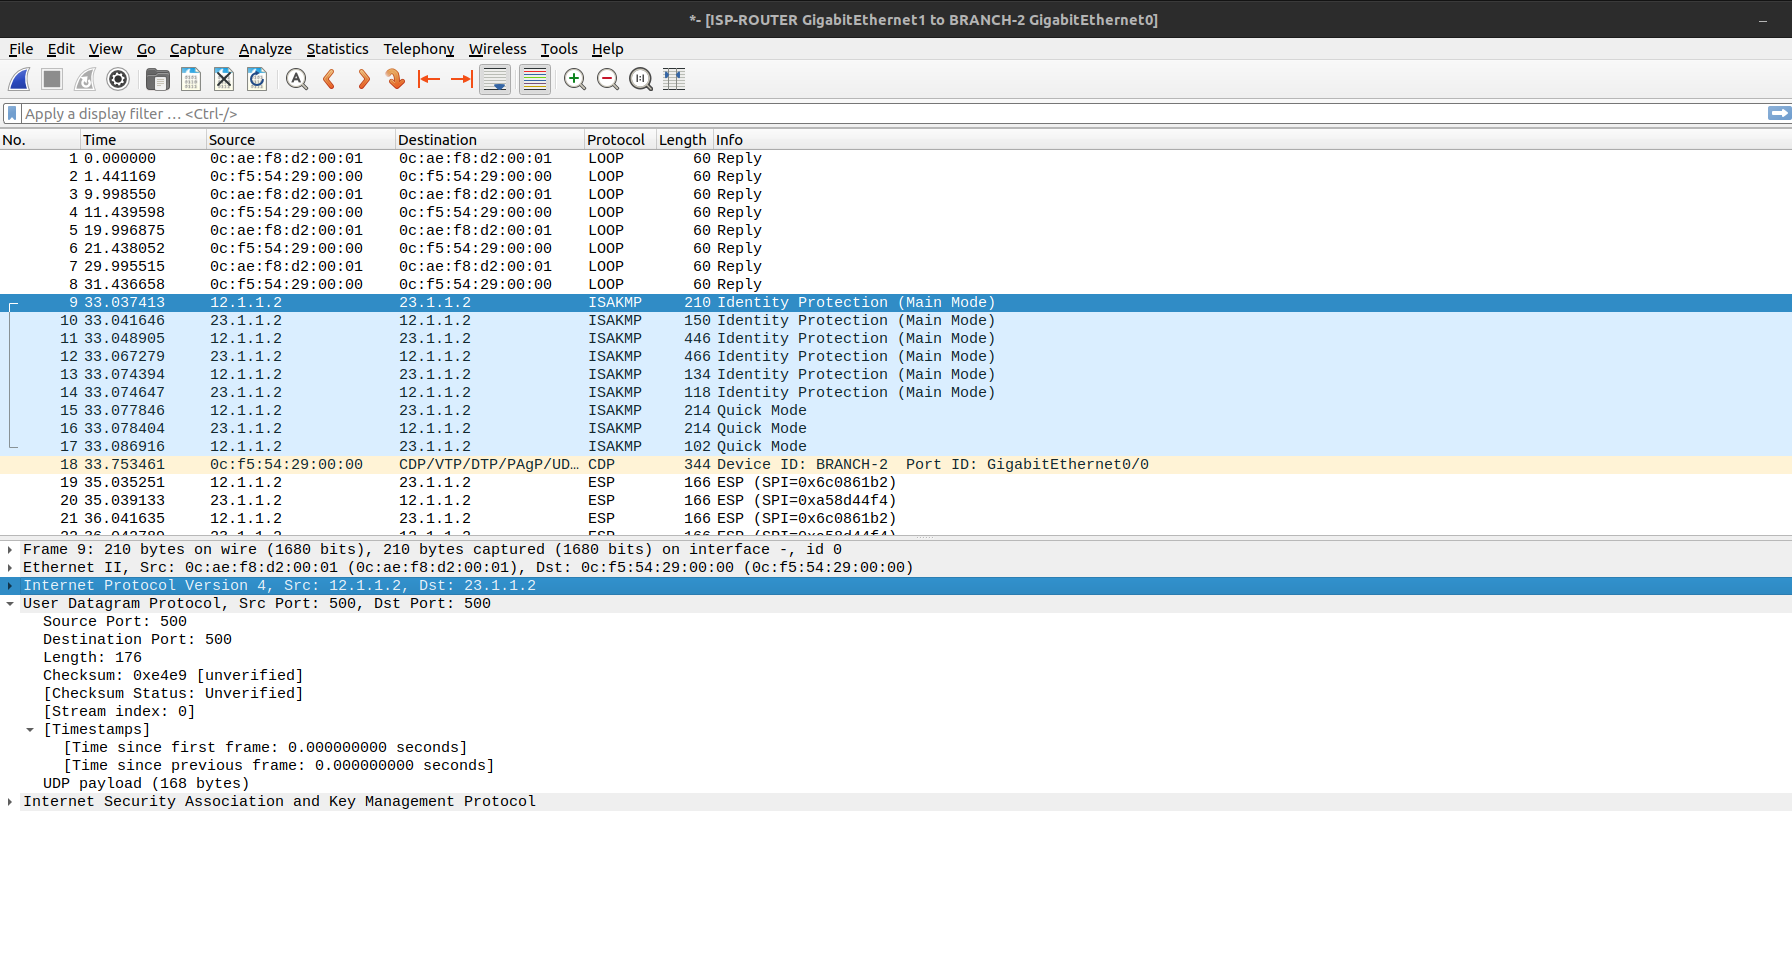 *- [ISP-ROUTER GigabitEthernet1 to BRANCH-2 GigabitEthernet0]
File Edit View Go Capture Analyze Statistics Telephony Wireless Tools Help
Apply a display filter … <Ctrl-/>
No. Time Source Destination Protocol Length Info
1 0.000000 0c:ae:f8:d2:00:01 0c:ae:f8:d2:00:01 LOOP 60 Reply
2 1.441169 0c:f5:54:29:00:00 0c:f5:54:29:00:00 LOOP 60 Reply
3 9.998550 0c:ae:f8:d2:00:01 0c:ae:f8:d2:00:01 LOOP 60 Reply
4 11.439598 0c:f5:54:29:00:00 0c:f5:54:29:00:00 LOOP 60 Reply
5 19.996875 0c:ae:f8:d2:00:01 0c:ae:f8:d2:00:01 LOOP 60 Reply
6 21.438052 0c:f5:54:29:00:00 0c:f5:54:29:00:00 LOOP 60 Reply
7 29.995515 0c:ae:f8:d2:00:01 0c:ae:f8:d2:00:01 LOOP 60 Reply
8 31.436658 0c:f5:54:29:00:00 0c:f5:54:29:00:00 LOOP 60 Reply
9 33.037413 12.1.1.2 23.1.1.2 ISAKMP 210 Identity Protection (Main Mode)
10 33.041646 23.1.1.2 12.1.1.2 ISAKMP 150 Identity Protection (Main Mode)
11 33.048905 12.1.1.2 23.1.1.2 ISAKMP 446 Identity Protection (Main Mode)
12 33.067279 23.1.1.2 12.1.1.2 ISAKMP 466 Identity Protection (Main Mode)
13 33.074394 12.1.1.2 23.1.1.2 ISAKMP 134 Identity Protection (Main Mode)
14 33.074647 23.1.1.2 12.1.1.2 ISAKMP 118 Identity Protection (Main Mode)
15 33.077846 12.1.1.2 23.1.1.2 ISAKMP 214 Quick Mode
16 33.078404 23.1.1.2 12.1.1.2 ISAKMP 214 Quick Mode
17 33.086916 12.1.1.2 23.1.1.2 ISAKMP 102 Quick Mode
18 33.753461 0c:f5:54:29:00:00 CDP/VTP/DTP/PAgP/UD… CDP 344 Device ID: BRANCH-2 Port ID: GigabitEthernet0/0
19 35.035251 12.1.1.2 23.1.1.2 ESP 166 ESP (SPI=0x6c0861b2)
20 35.039133 23.1.1.2 12.1.1.2 ESP 166 ESP (SPI=0xa58d44f4)
21 36.041635 12.1.1.2 23.1.1.2 ESP 166 ESP (SPI=0x6c0861b2)
Frame 9: 210 bytes on wire (1680 bits), 210 bytes captured (1680 bits) on interface -, id 0
Ethernet II, Src: 0c:ae:f8:d2:00:01 (0c:ae:f8:d2:00:01), Dst: 0c:f5:54:29:00:00 (0c:f5:54:29:00:00)
Internet Protocol Version 4, Src: 12.1.1.2, Dst: 23.1.1.2
User Datagram Protocol, Src Port: 500, Dst Port: 500
Source Port: 500
Destination Port: 500
Length: 176
Checksum: 0xe4e9 [unverified]
[Checksum Status: Unverified]
[Stream index: 0]
[Timestamps]
[Time since first frame: 0.000000000 seconds]
[Time since previous frame: 0.000000000 seconds]
UDP payload (168 bytes)
Internet Security Association and Key Management Protocol